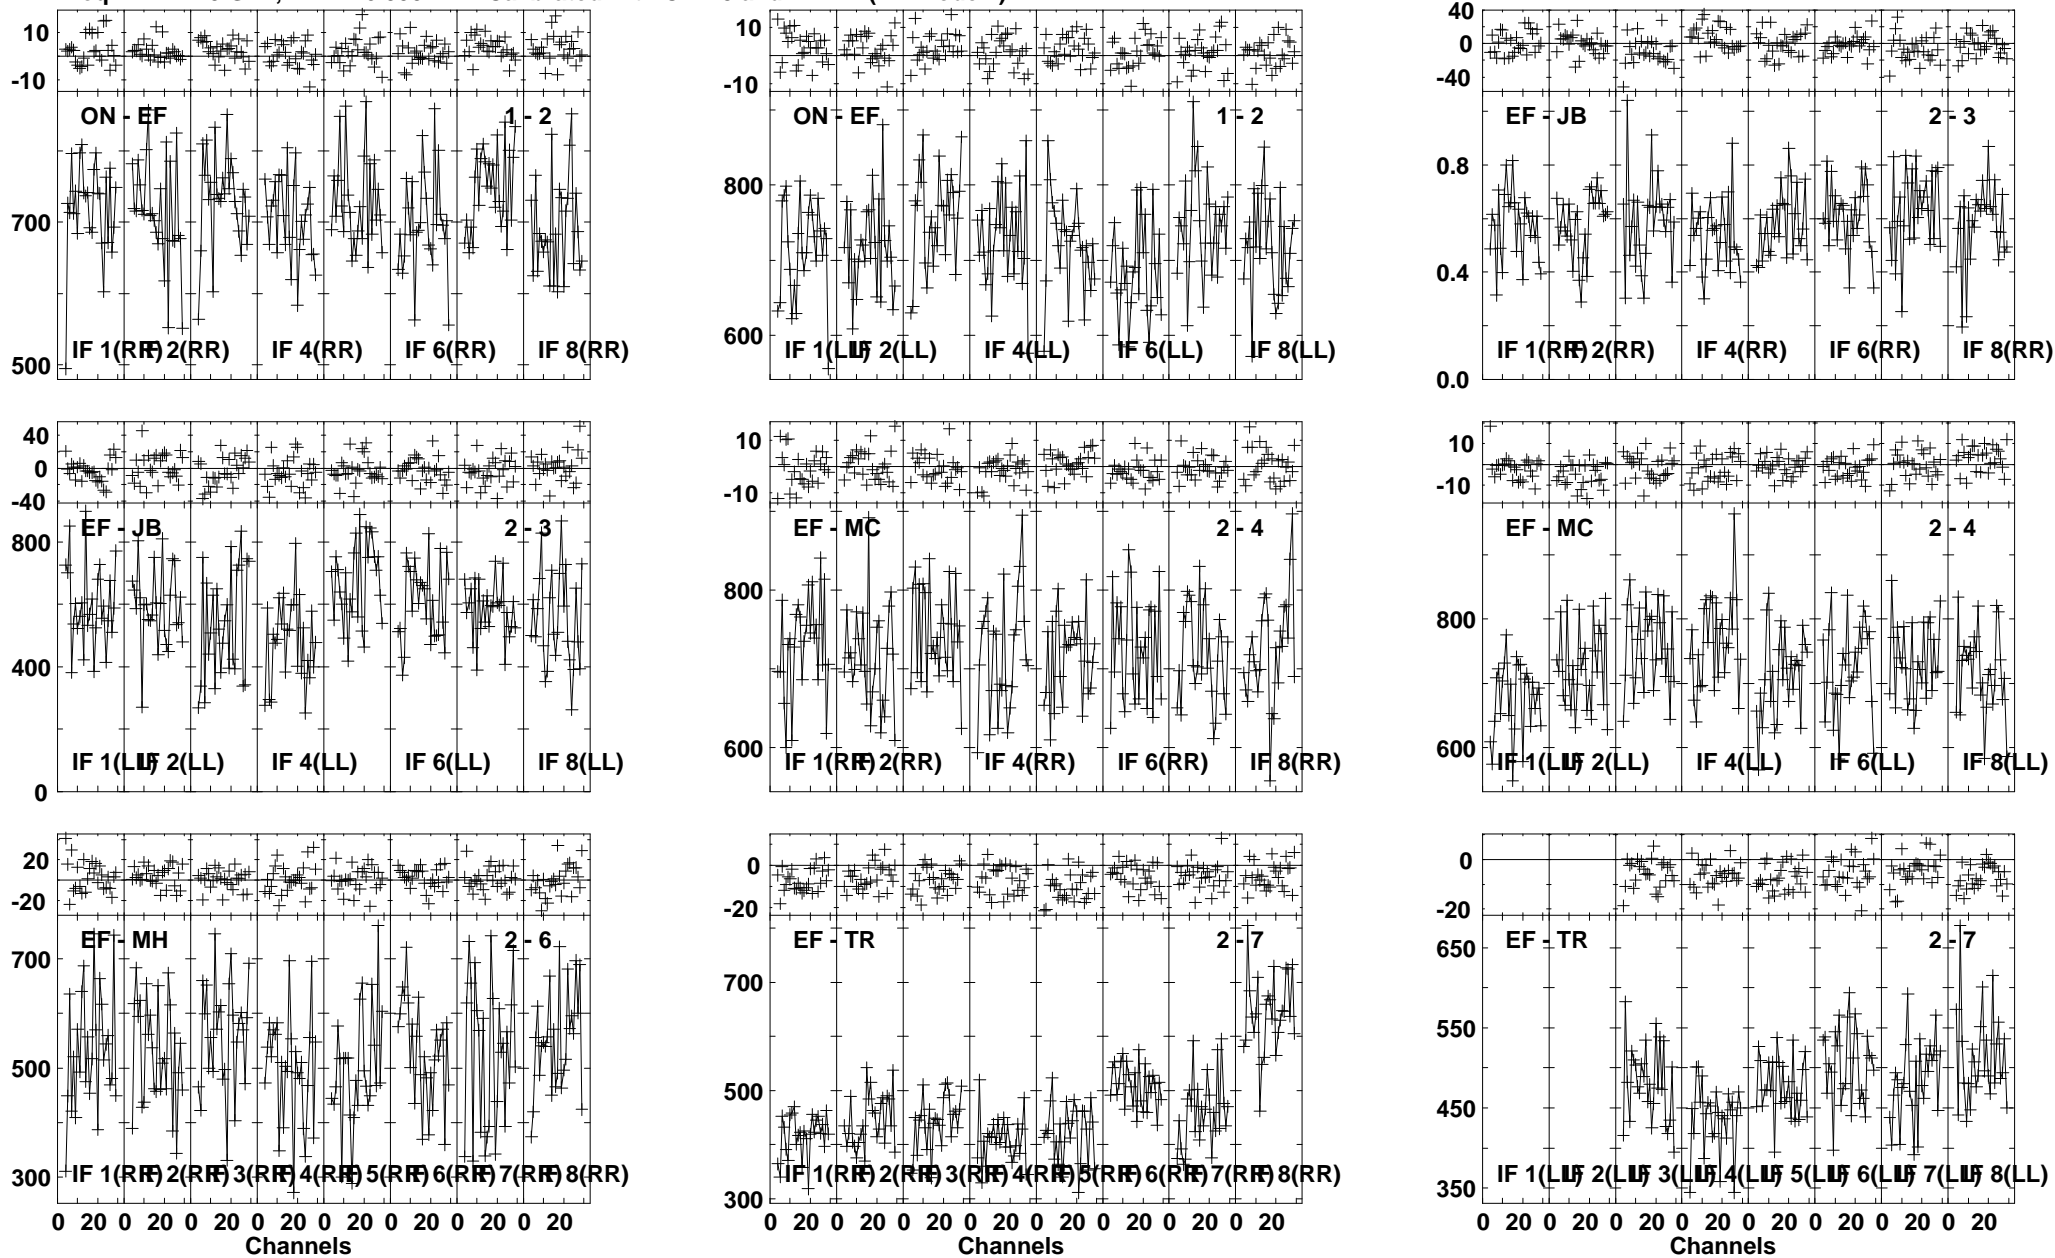 10
-10
ON - EF
1 - 2
700
500
IF 1(RR)
IF 2(RR)
IF 4(RR)
IF 6(RR)
IF 8(RR)
10
-10
ON - EF
1 - 2
800
600
IF 1(LL)
IF 2(LL)
IF 4(LL)
IF 6(LL)
IF 8(LL)
40
0
-40
EF - JB
2 - 3
0.8
0.4
0.0
IF 1(RR)
IF 2(RR)
IF 4(RR)
IF 6(RR)
IF 8(RR)
40
0
-40
EF - JB
2 - 3
800
400
0
IF 1(LL)
IF 2(LL)
IF 4(LL)
IF 6(LL)
IF 8(LL)
10
-10
EF - MC
2 - 4
800
600
IF 1(RR)
IF 2(RR)
IF 4(RR)
IF 6(RR)
IF 8(RR)
10
-10
EF - MC
2 - 4
800
600
IF 1(LL)
IF 2(LL)
IF 4(LL)
IF 6(LL)
IF 8(LL)
20
-20
EF - MH
2 - 6
700
500
300
IF 1(RR)
IF 2(RR)
IF 3(RR)
IF 4(RR)
IF 5(RR)
IF 6(RR)
IF 7(RR)
IF 8(RR)
0 20 0 20 0 20 0 20 0 20 0 20 0 20 0 20
Channels
0
-20
EF - TR
2 - 7
700
500
300
IF 1(RR)
IF 2(RR)
IF 3(RR)
IF 4(RR)
IF 5(RR)
IF 6(RR)
IF 7(RR)
IF 8(RR)
0 20 0 20 0 20 0 20 0 20 0 20 0 20 0 20
Channels
0
-20
EF - TR
2 - 7
650
550
450
350
IF 1(LL)
IF 2(LL)
IF 3(LL)
IF 4(LL)
IF 5(LL)
IF 6(LL)
IF 7(LL)
IF 8(LL)
0 20 0 20 0 20 0 20 0 20 0 20 0 20 0 20
Channels